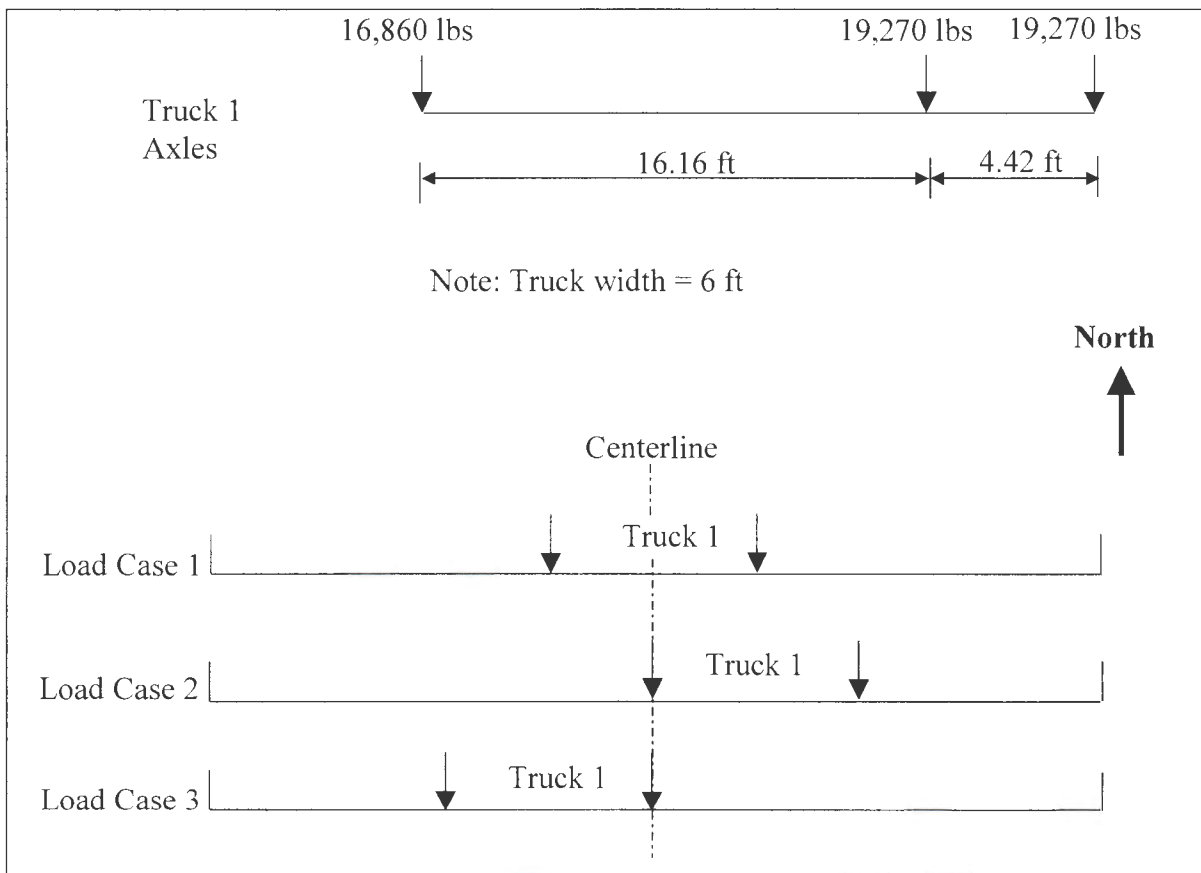 16,860 lbs
19,270 lbs
19,270 lbs
Truck 1
Axles
16.16 ft
4.42 ft
Note: Truck width = 6 ft
North
Centerline
Load Case 1
Truck 1
Load Case 2
Truck 1
Load Case 3
Truck 1